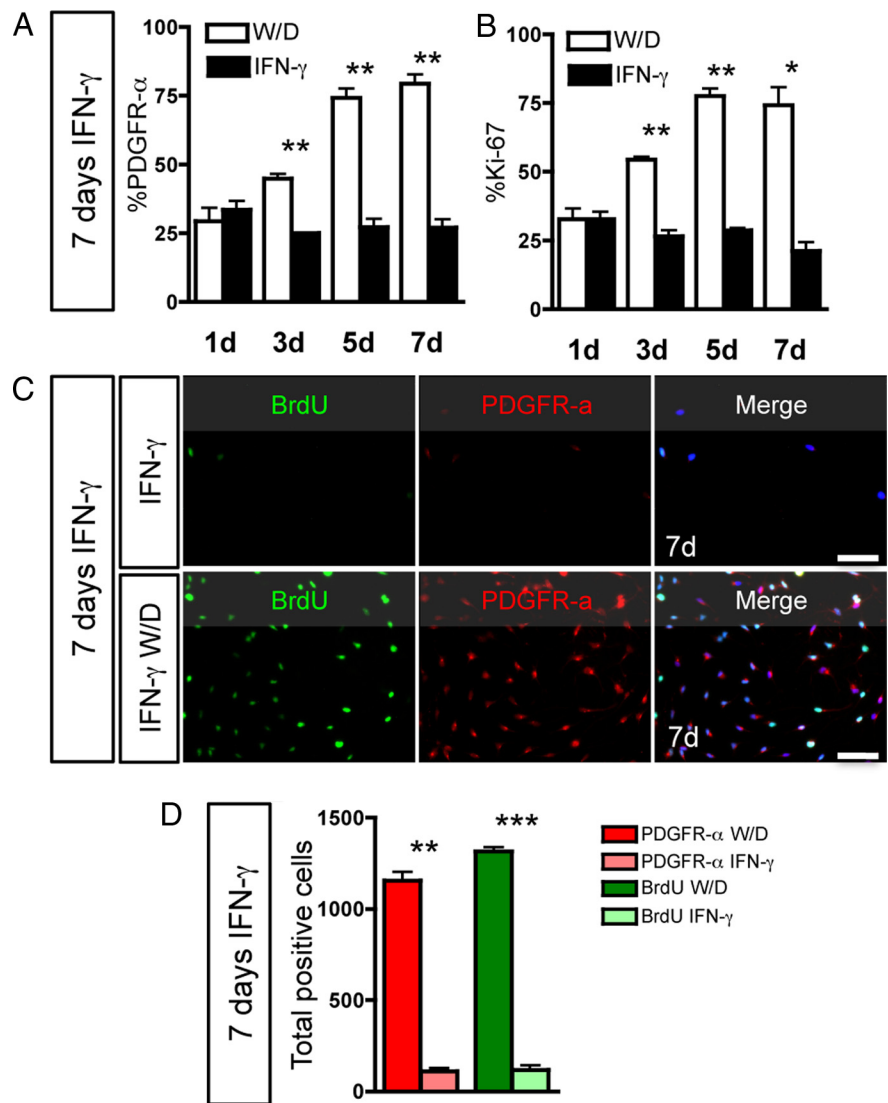 A
7 days IFN-γ
%PDGFR-α
100
75
50
25
0
W/D
IFN-γ
**
**
**
1d 3d 5d 7d
B
%Ki-67
100
75
50
25
0
W/D
IFN-γ
**
**
*
1d 3d 5d 7d
C
7 days IFN-γ
IFN-γ
BrdU PDGFR-a Merge
7d
IFN-γ W/D
BrdU PDGFR-a Merge
7d
D
7 days IFN-γ
Total positive cells
1500
1000
500
0
**
***
PDGFR-α W/D
PDGFR-α IFN-γ
BrdU W/D
BrdU IFN-γ